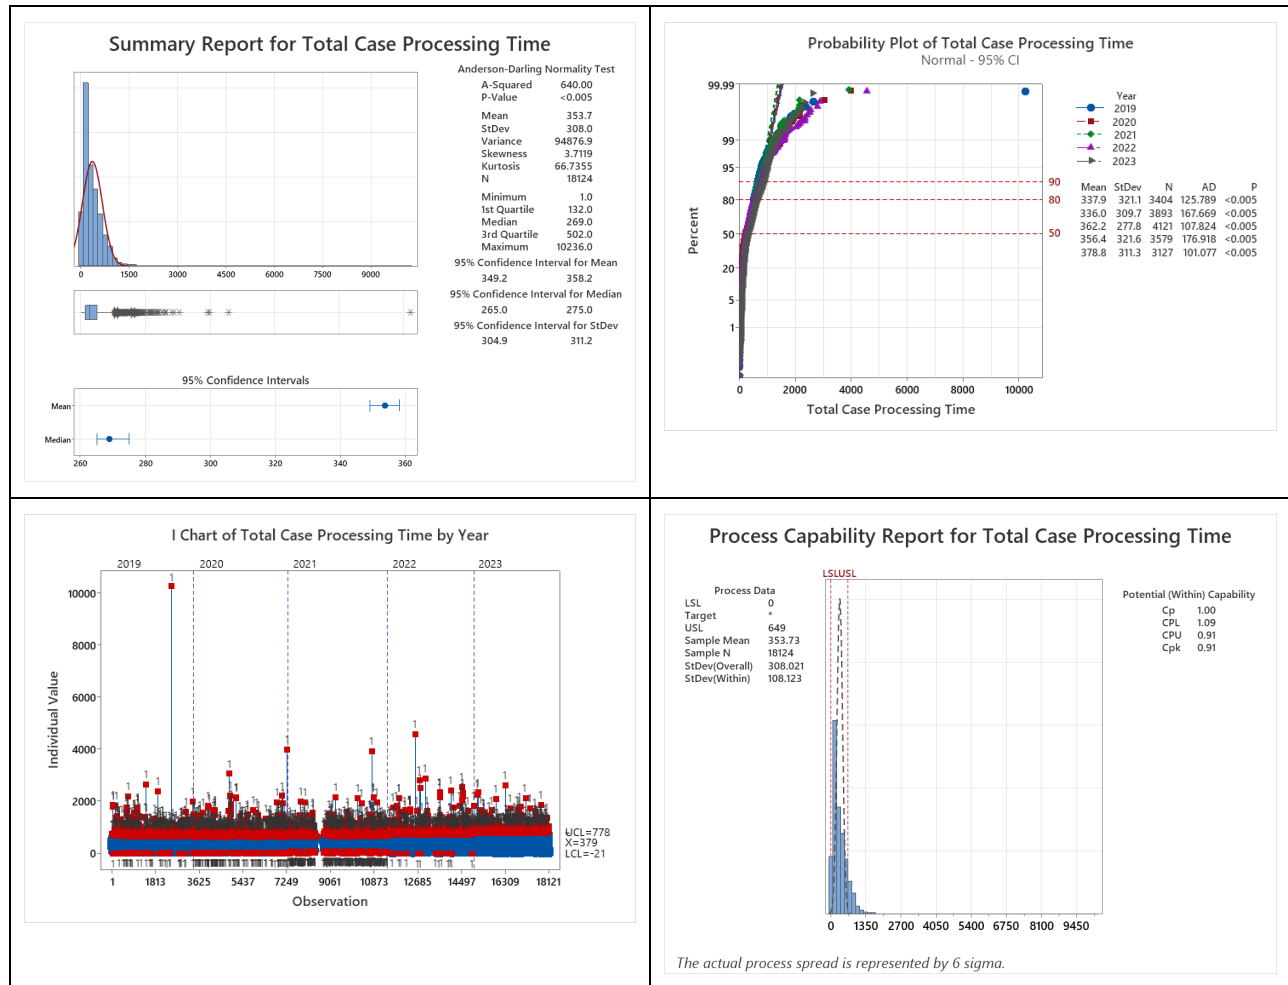 Summary Report for Total Case Processing Time
Anderson-Darling Normality Test
A-Squared 640.00
P-Value <0.005
Mean 353.7
StDev 308.0
Variance 94876.9
Skewness 3.7119
Kurtosis 66.7355
N 18124
Minimum 1.0
1st Quartile 132.0
Median 269.0
3rd Quartile 502.0
Maximum 10236.0
95% Confidence Interval for Mean
349.2 358.2
95% Confidence Interval for Median
265.0 275.0
95% Confidence Interval for StDev
304.9 311.2
0 1500 3000 4500 6000 7500 9000
95% Confidence Intervals
Mean
Median
260 280 300 320 340 360
Probability Plot of Total Case Processing Time
Normal - 95% CI
99.99
99
95
80
50
20
5
1
Percent
90
80
50
0 2000 4000 6000 8000 10000
Total Case Processing Time
Year
2019
2020
2021
2022
2023
Mean StDev N AD P
337.9 321.1 3404 125.789 <0.005
336.0 309.7 3893 167.669 <0.005
362.2 277.8 4121 107.824 <0.005
356.4 321.6 3579 176.918 <0.005
378.8 311.3 3127 101.077 <0.005
I Chart of Total Case Processing Time by Year
2019 2020 2021 2022 2023
10000
8000
6000
4000
2000
0
Individual Value
UCL=778
X=379
LCL=-21
1 1813 3625 5437 7249 9061 10873 12685 14497 16309 18121
Observation
Process Capability Report for Total Case Processing Time
LSL USL
Process Data
LSL 0
Target *
USL 649
Sample Mean 353.73
Sample N 18124
StDev(Overall) 308.021
StDev(Within) 108.123
Potential (Within) Capability
Cp 1.00
CPL 1.09
CPU 0.91
Cpk 0.91
0 1350 2700 4050 5400 6750 8100 9450
The actual process spread is represented by 6 sigma.